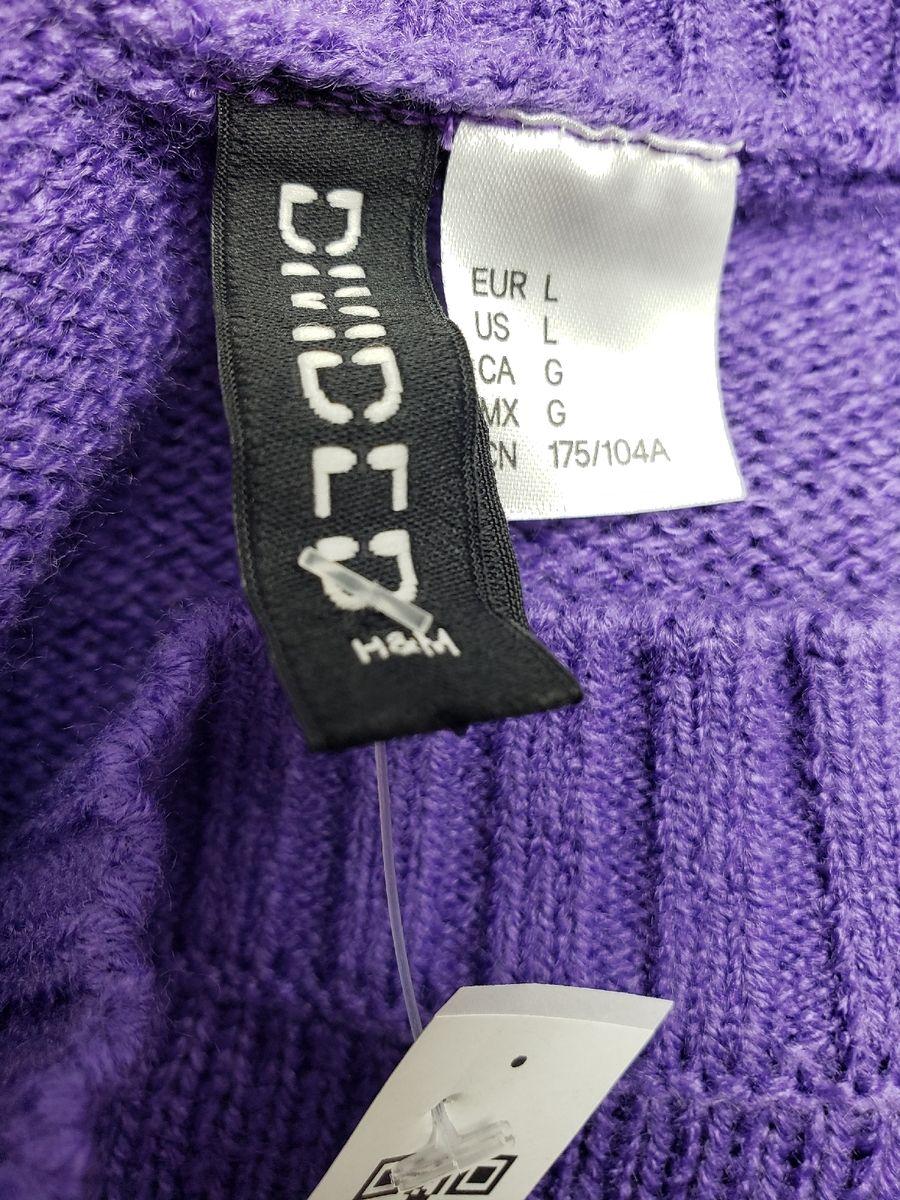 DIVIDED
H&M
EUR L
US L
CA G
MX G
CN 175/104A